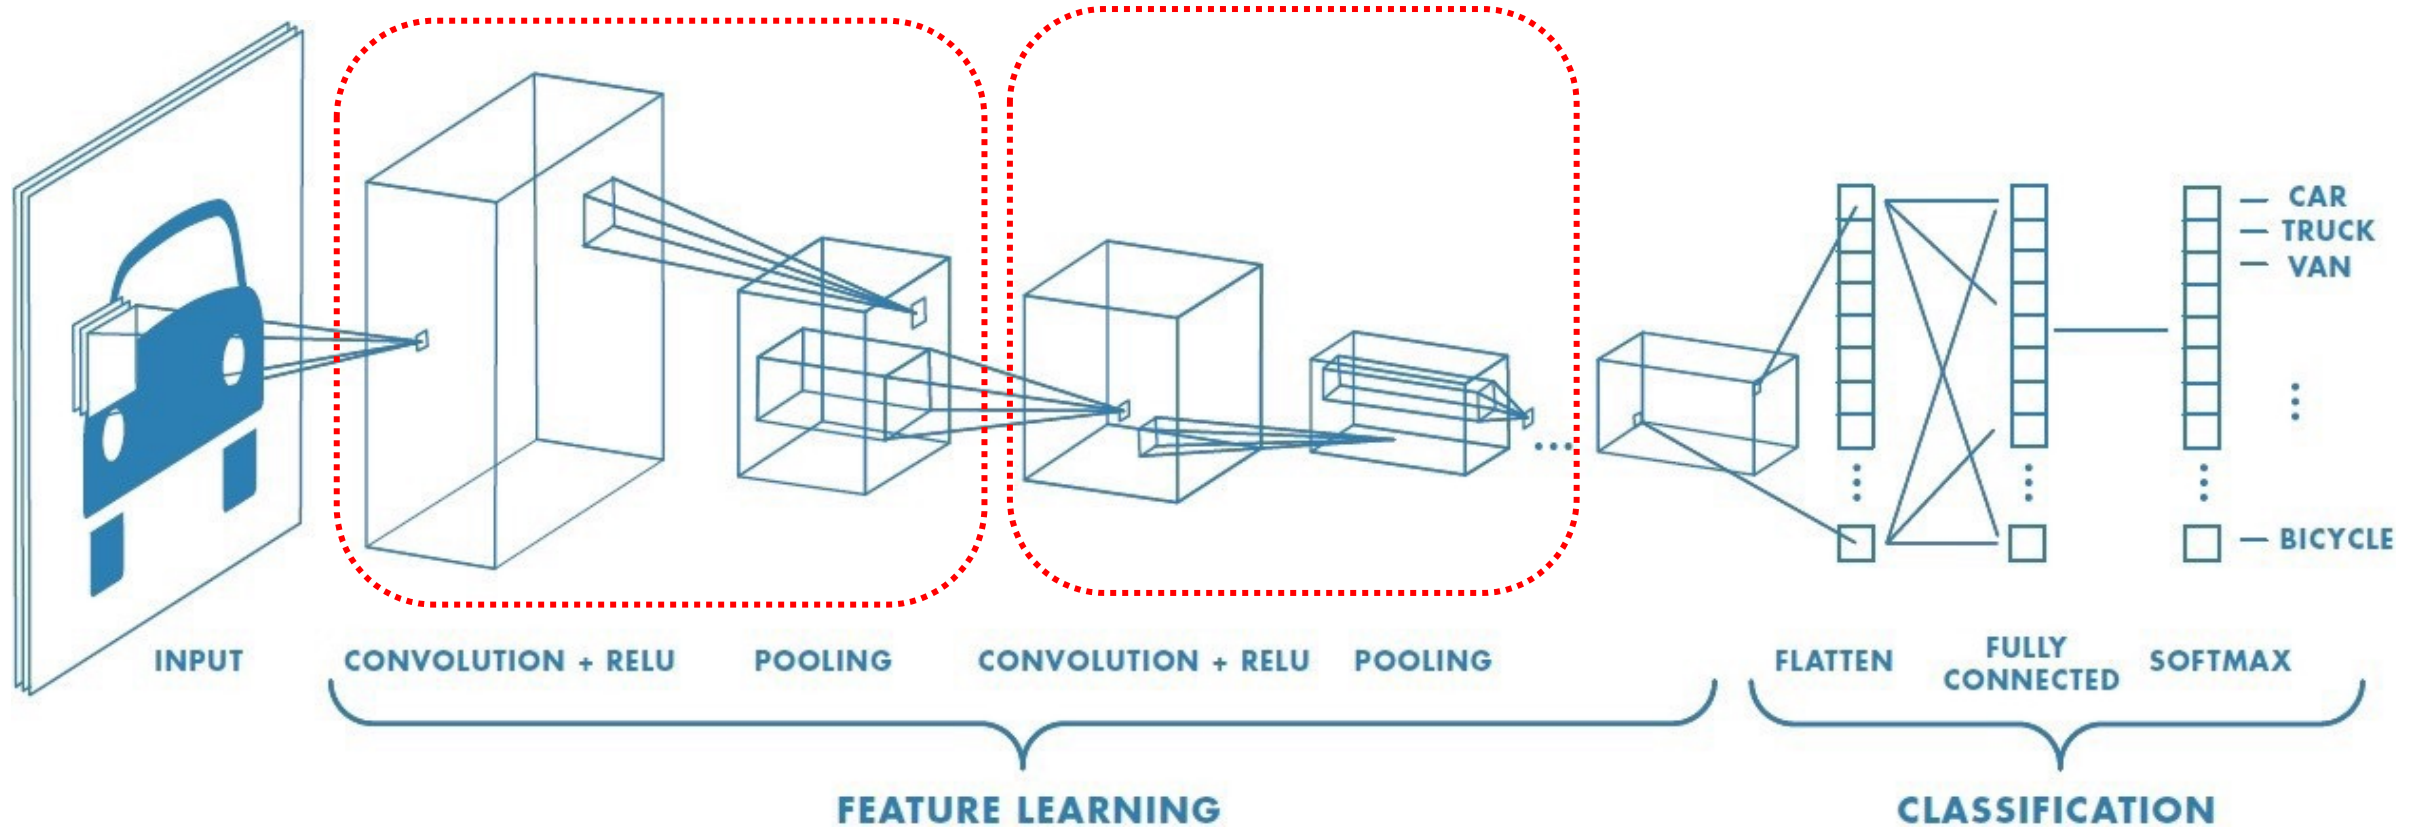 CAR
TRUCK
VAN
BICYCLE
INPUT
CONVOLUTION + RELU
POOLING
CONVOLUTION + RELU
POOLING
FLATTEN
FULLY
CONNECTED
SOFTMAX
FEATURE LEARNING
CLASSIFICATION